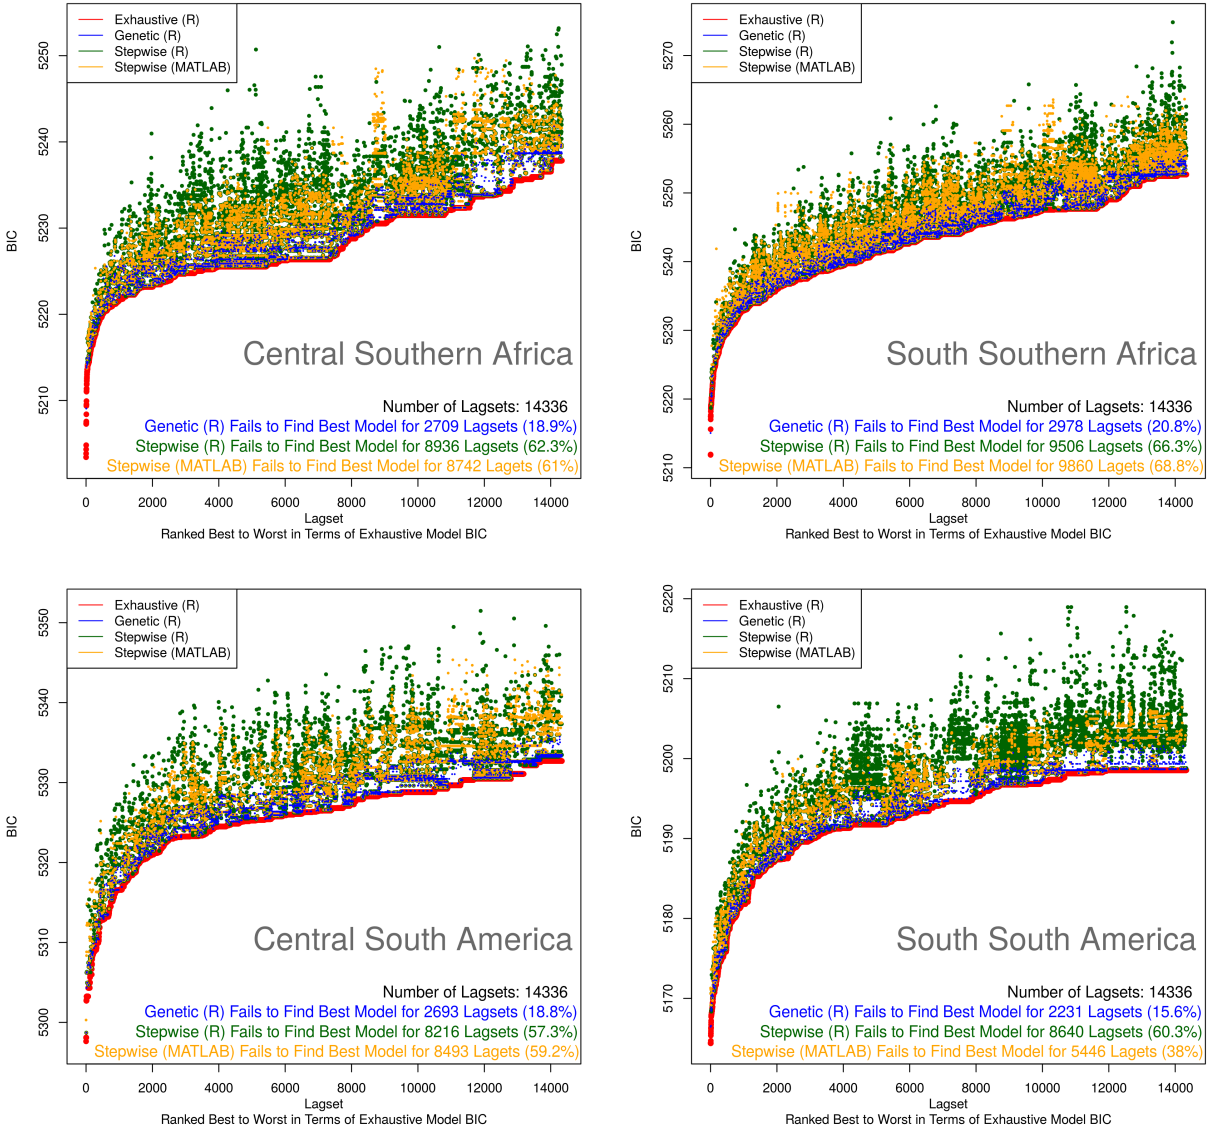 Exhaustive (R)
Genetic (R)
Stepwise (R)
Stepwise (MATLAB)
BIC
5250
5240
5230
5220
5210
Central Southern Africa
Number of Lagsets: 14336
Genetic (R) Fails to Find Best Model for 2709 Lagsets (18.9%)
Stepwise (R) Fails to Find Best Model for 8936 Lagsets (62.3%)
Stepwise (MATLAB) Fails to Find Best Model for 8742 Lagets (61%)
0 2000 4000 6000 8000 10000 12000 14000
Lagset
Ranked Best to Worst in Terms of Exhaustive Model BIC
Exhaustive (R)
Genetic (R)
Stepwise (R)
Stepwise (MATLAB)
BIC
5270
5260
5250
5240
5230
5220
5210
South Southern Africa
Number of Lagsets: 14336
Genetic (R) Fails to Find Best Model for 2978 Lagsets (20.8%)
Stepwise (R) Fails to Find Best Model for 9506 Lagsets (66.3%)
Stepwise (MATLAB) Fails to Find Best Model for 9860 Lagets (68.8%)
0 2000 4000 6000 8000 10000 12000 14000
Lagset
Ranked Best to Worst in Terms of Exhaustive Model BIC
Exhaustive (R)
Genetic (R)
Stepwise (R)
Stepwise (MATLAB)
BIC
5350
5340
5330
5320
5310
5300
Central South America
Number of Lagsets: 14336
Genetic (R) Fails to Find Best Model for 2693 Lagsets (18.8%)
Stepwise (R) Fails to Find Best Model for 8216 Lagsets (57.3%)
Stepwise (MATLAB) Fails to Find Best Model for 8493 Lagets (59.2%)
0 2000 4000 6000 8000 10000 12000 14000
Lagset
Ranked Best to Worst in Terms of Exhaustive Model BIC
Exhaustive (R)
Genetic (R)
Stepwise (R)
Stepwise (MATLAB)
BIC
5220
5210
5200
5190
5180
5170
South South America
Number of Lagsets: 14336
Genetic (R) Fails to Find Best Model for 2231 Lagsets (15.6%)
Stepwise (R) Fails to Find Best Model for 8640 Lagsets (60.3%)
Stepwise (MATLAB) Fails to Find Best Model for 5446 Lagets (38%)
0 2000 4000 6000 8000 10000 12000 14000
Lagset
Ranked Best to Worst in Terms of Exhaustive Model BIC